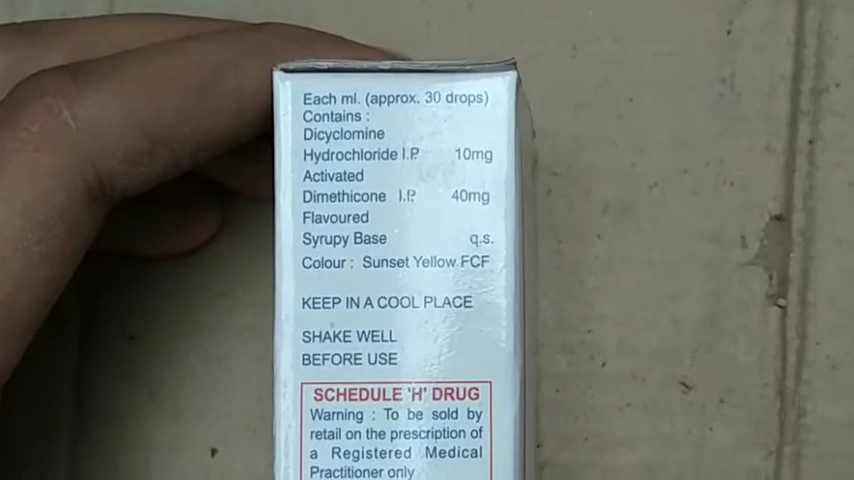 Each ml. (approx. 30 drops)
Contains :
Dicyclomine
Hydrochloride I.P. 10mg
Activated
Dimethicone I.P. 40mg
Flavoured
Syrupy Base q.s.
Colour : Sunset Yellow FCF
KEEP IN A COOL PLACE
SHAKE WELL
BEFORE USE
SCHEDULE 'H' DRUG
Warning : To be sold by
retail on the prescription of
a Registered Medical
Practitioner only